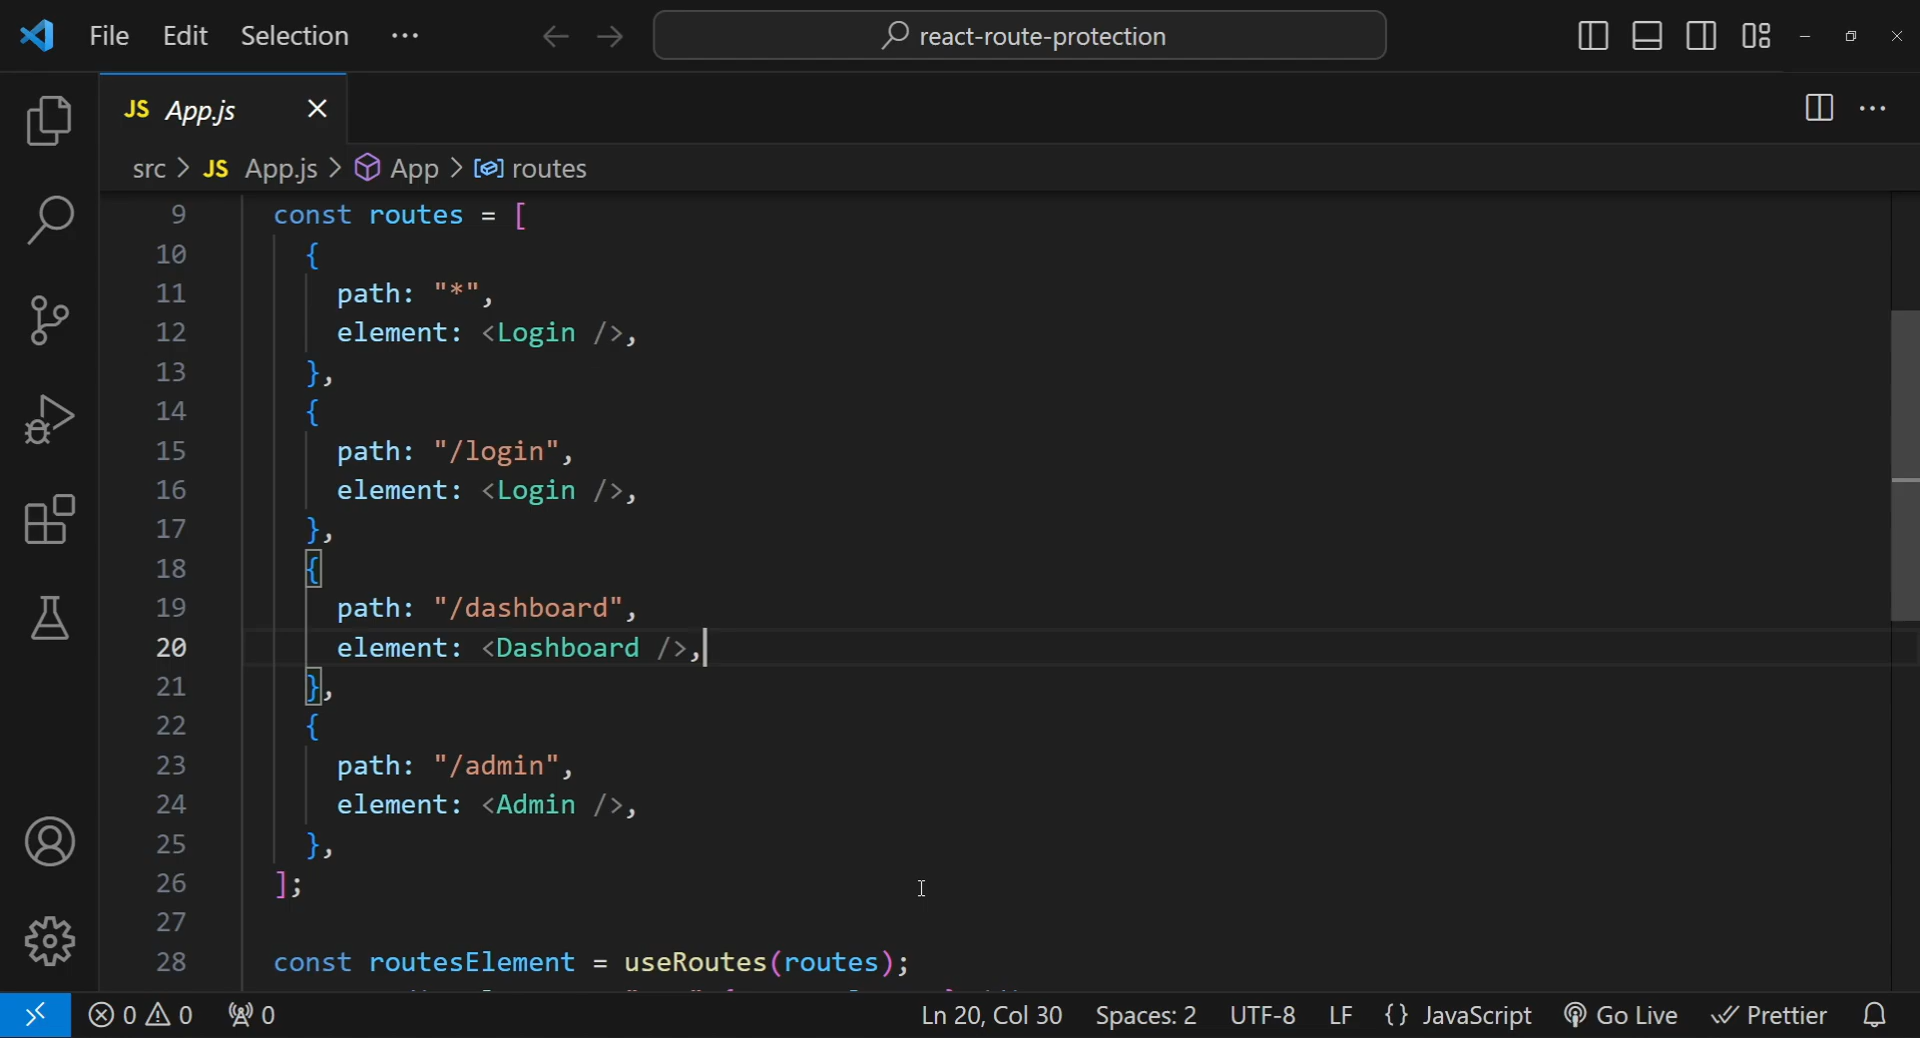 File Edit Selection ··· react-route-protection
JS App.js
src > JS App.js > App > routes
9 const routes = [
10 {
11 path: "*",
12 element: <Login />,
13 },
14 {
15 path: "/login",
16 element: <Login />,
17 },
18 {
19 path: "/dashboard",
20 element: <Dashboard />,
21 },
22 {
23 path: "/admin",
24 element: <Admin />,
25 },
26 ];
27
28 const routesElement = useRoutes(routes);
0 0 0 Ln 20, Col 30 Spaces: 2 UTF-8 LF {} JavaScript Go Live Prettier